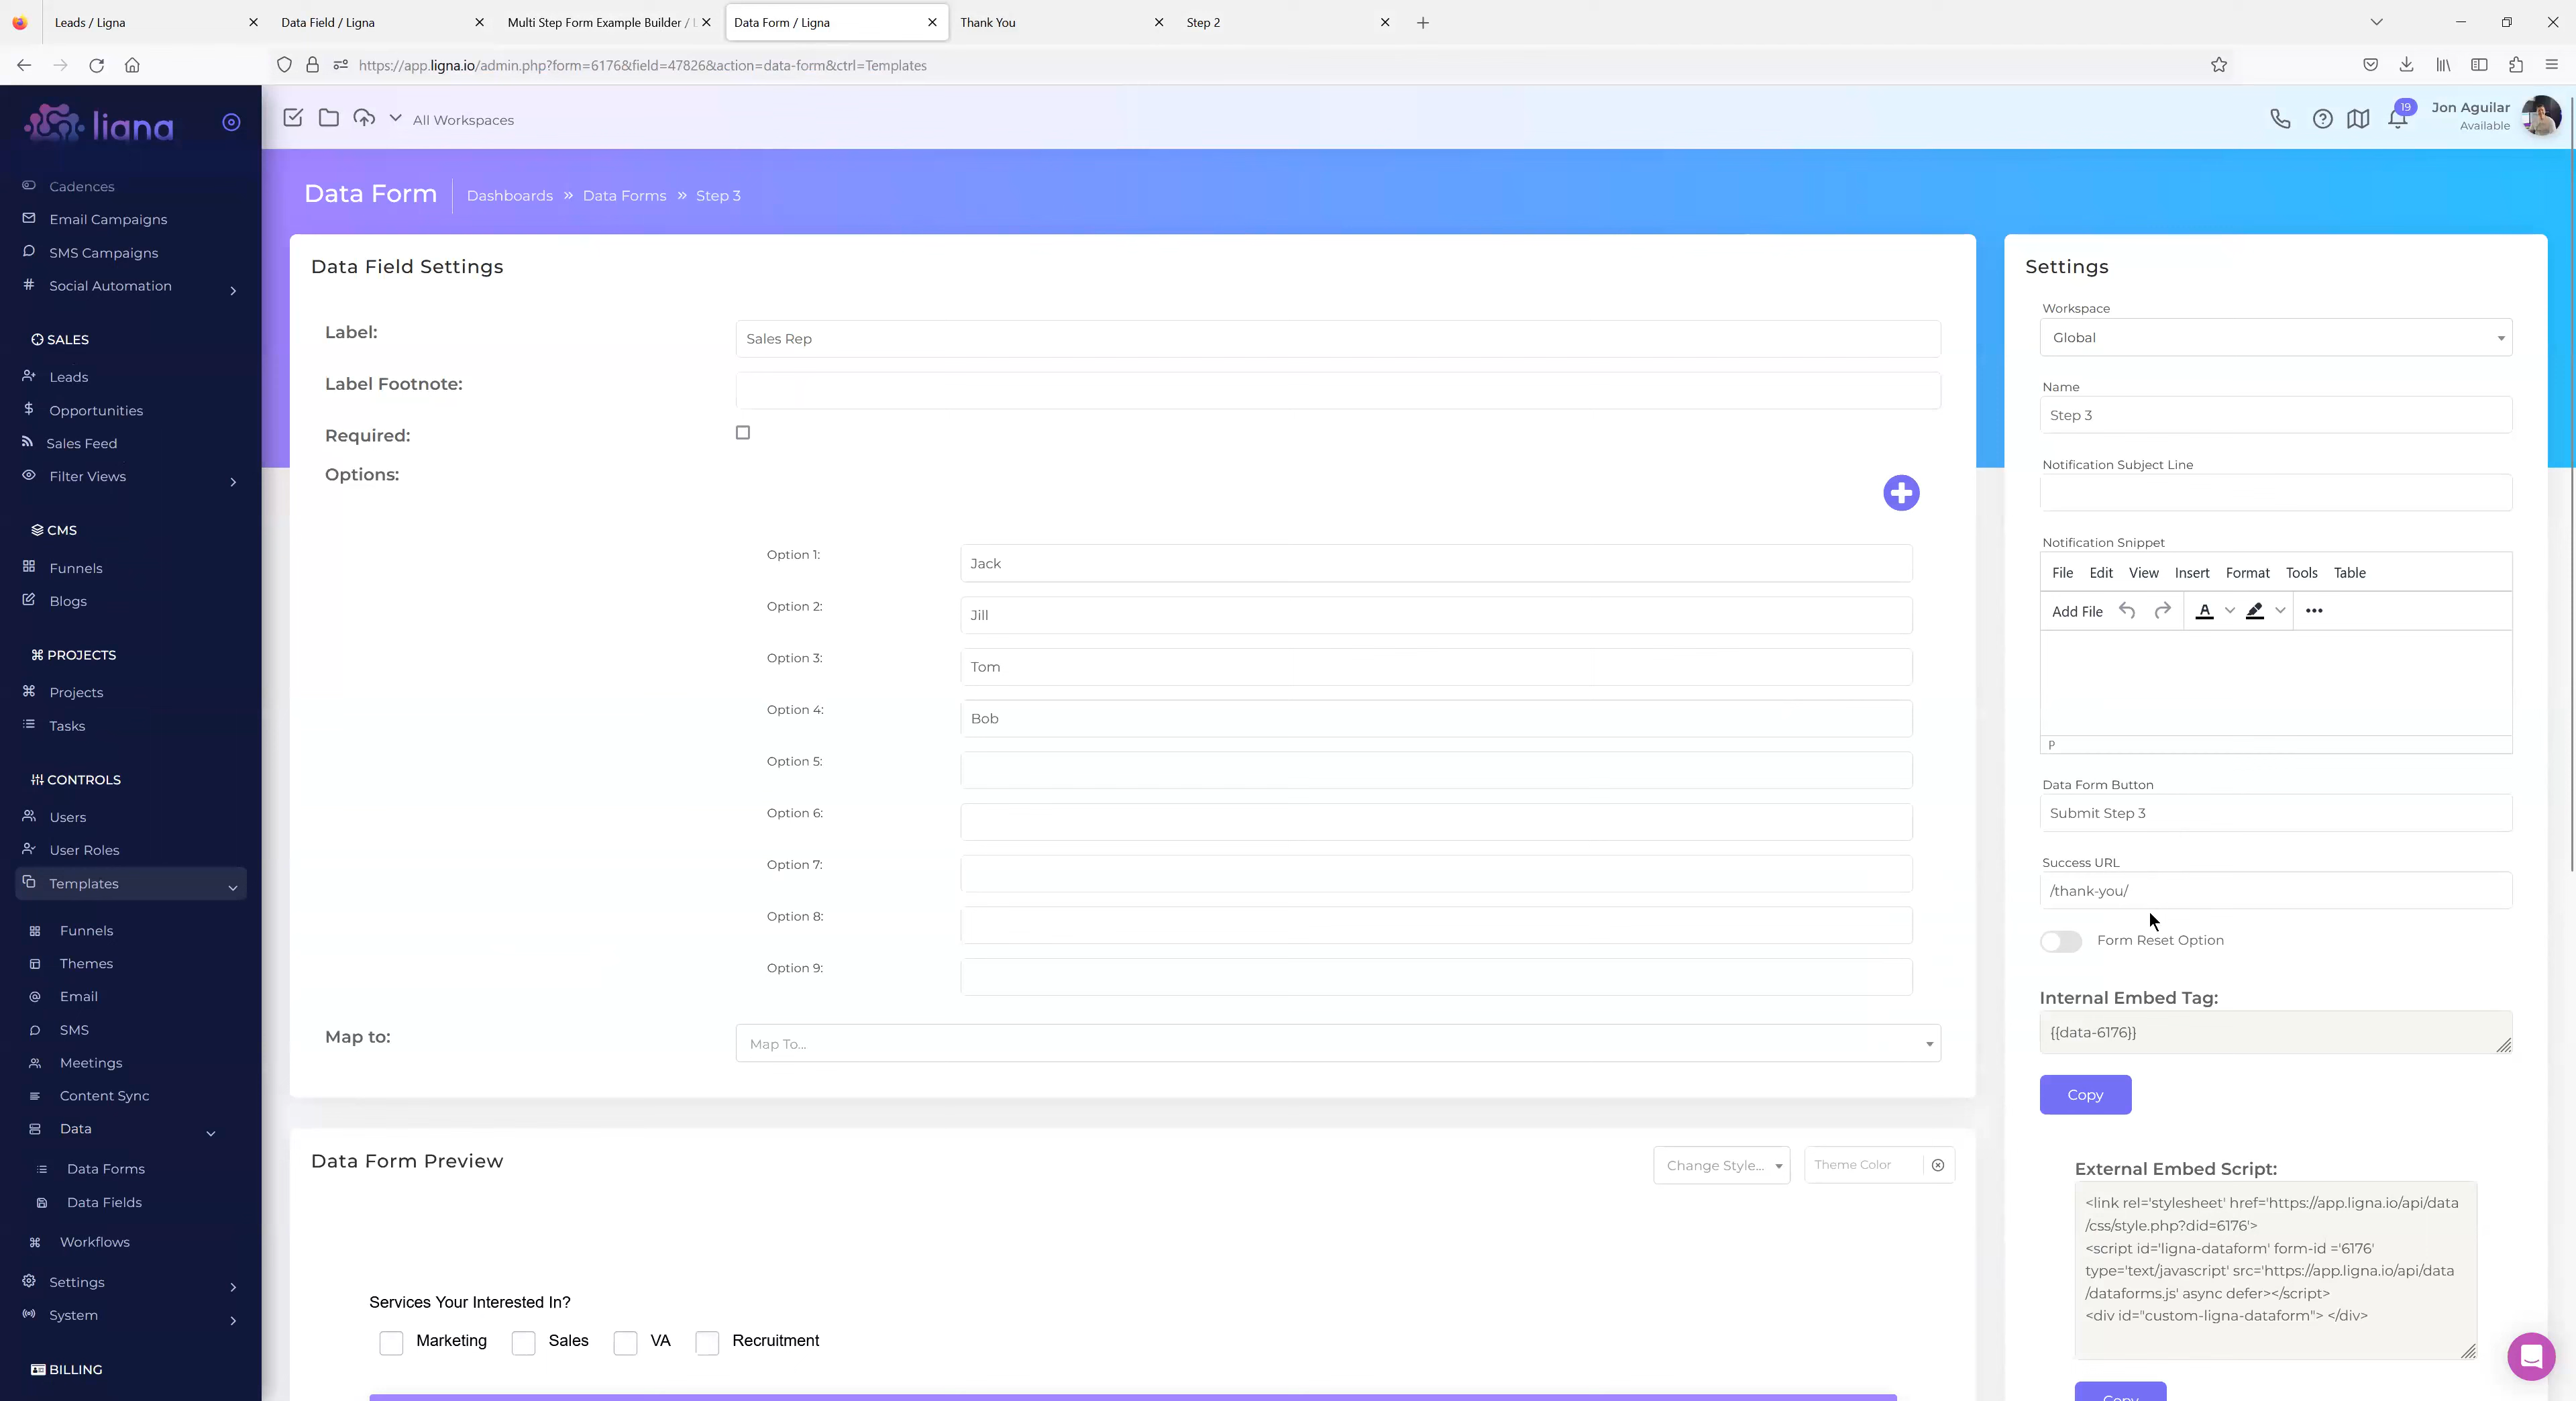 Leads / Ligna
Data Field / Ligna
Multi Step Form Example Builder / L
Data Form / Ligna
Thank You
Step 2
https://app.ligna.io/admin.php?form=6176&field=47826&action=data-form&ctrl=Templates
ligna
All Workspaces
19
Jon Aguilar
Available
Cadences
Email Campaigns
SMS Campaigns
Social Automation
SALES
Leads
Opportunities
Sales Feed
Filter Views
CMS
Funnels
Blogs
PROJECTS
Projects
Tasks
CONTROLS
Users
User Roles
Templates
Funnels
Themes
Email
SMS
Meetings
Content Sync
Data
Data Forms
Data Fields
Workflows
Settings
System
BILLING
Data Form
Dashboards » Data Forms » Step 3
Data Field Settings
Label:
Sales Rep
Label Footnote:
Required:
Options:
Option 1:
Jack
Option 2:
Jill
Option 3:
Tom
Option 4:
Bob
Option 5:
Option 6:
Option 7:
Option 8:
Option 9:
Map to:
Map To...
Data Form Preview
Change Style...
Theme Color
Services Your Interested In?
Marketing
Sales
VA
Recruitment
Settings
Workspace
Global
Name
Step 3
Notification Subject Line
Notification Snippet
File Edit View Insert Format Tools Table
Add File
A
P
Data Form Button
Submit Step 3
Success URL
/thank-you/
Form Reset Option
Internal Embed Tag:
{{data-6176}}
Copy
External Embed Script:
<link rel='stylesheet' href='https://app.ligna.io/api/data
/css/style.php?did=6176'>
<script id='ligna-dataform' form-id ='6176'
type='text/javascript' src='https://app.ligna.io/api/data
/dataforms.js' async defer></script>
<div id="custom-ligna-dataform"> </div>
Copy